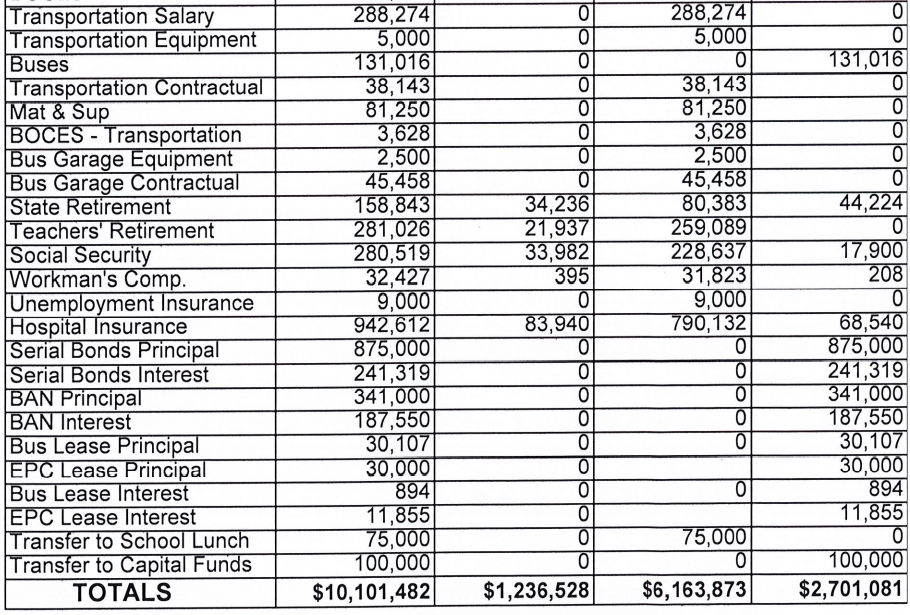 Transportation Salary 288,274 0 288,274 0
Transportation Equipment 5,000 0 5,000 0
Buses 131,016 0 0 131,016
Transportation Contractual 38,143 0 38,143 0
Mat & Sup 81,250 0 81,250 0
BOCES - Transportation 3,628 0 3,628 0
Bus Garage Equipment 2,500 0 2,500 0
Bus Garage Contractual 45,458 0 45,458 0
State Retirement 158,843 34,236 80,383 44,224
Teachers' Retirement 281,026 21,937 259,089 0
Social Security 280,519 33,982 228,637 17,900
Workman's Comp. 32,427 395 31,823 208
Unemployment Insurance 9,000 0 9,000 0
Hospital Insurance 942,612 83,940 790,132 68,540
Serial Bonds Principal 875,000 0 0 875,000
Serial Bonds Interest 241,319 0 0 241,319
BAN Principal 341,000 0 0 341,000
BAN Interest 187,550 0 0 187,550
Bus Lease Principal 30,107 0 0 30,107
EPC Lease Principal 30,000 0 30,000
Bus Lease Interest 894 0 0 894
EPC Lease Interest 11,855 0 11,855
Transfer to School Lunch 75,000 0 75,000 0
Transfer to Capital Funds 100,000 0 0 100,000
TOTALS $10,101,482 $1,236,528 $6,163,873 $2,701,081